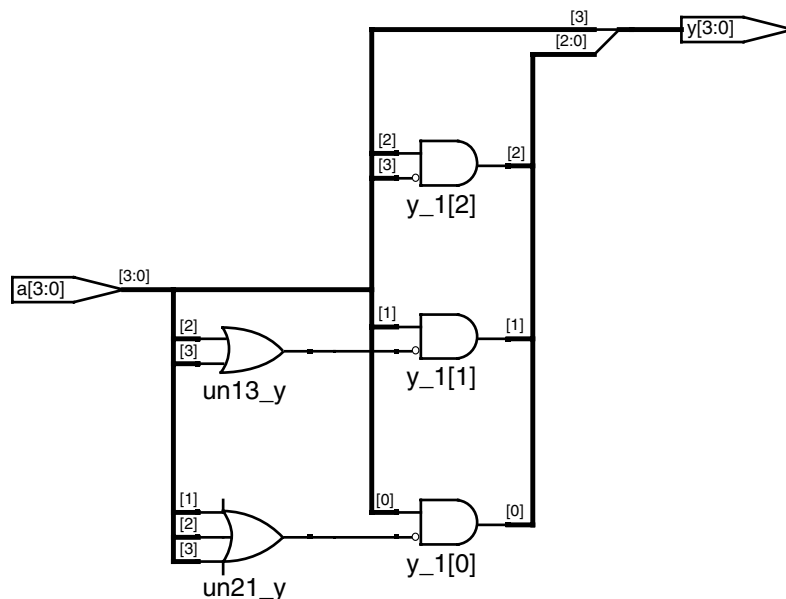 [3]
y[3:0]
[2:0]
[2]
[2]
[3]
y_1[2]
[3:0]
a[3:0]
[1]
[1]
[2]
[3]
un13_y
y_1[1]
[1]
[0]
[0]
[2]
[3]
un21_y
y_1[0]